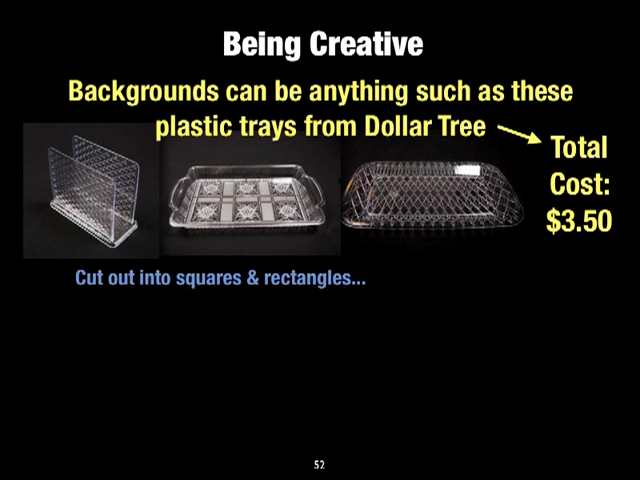 Being Creative
Backgrounds can be anything such as these
plastic trays from Dollar Tree
Total
Cost:
$3.50
Cut out into squares & rectangles...
52